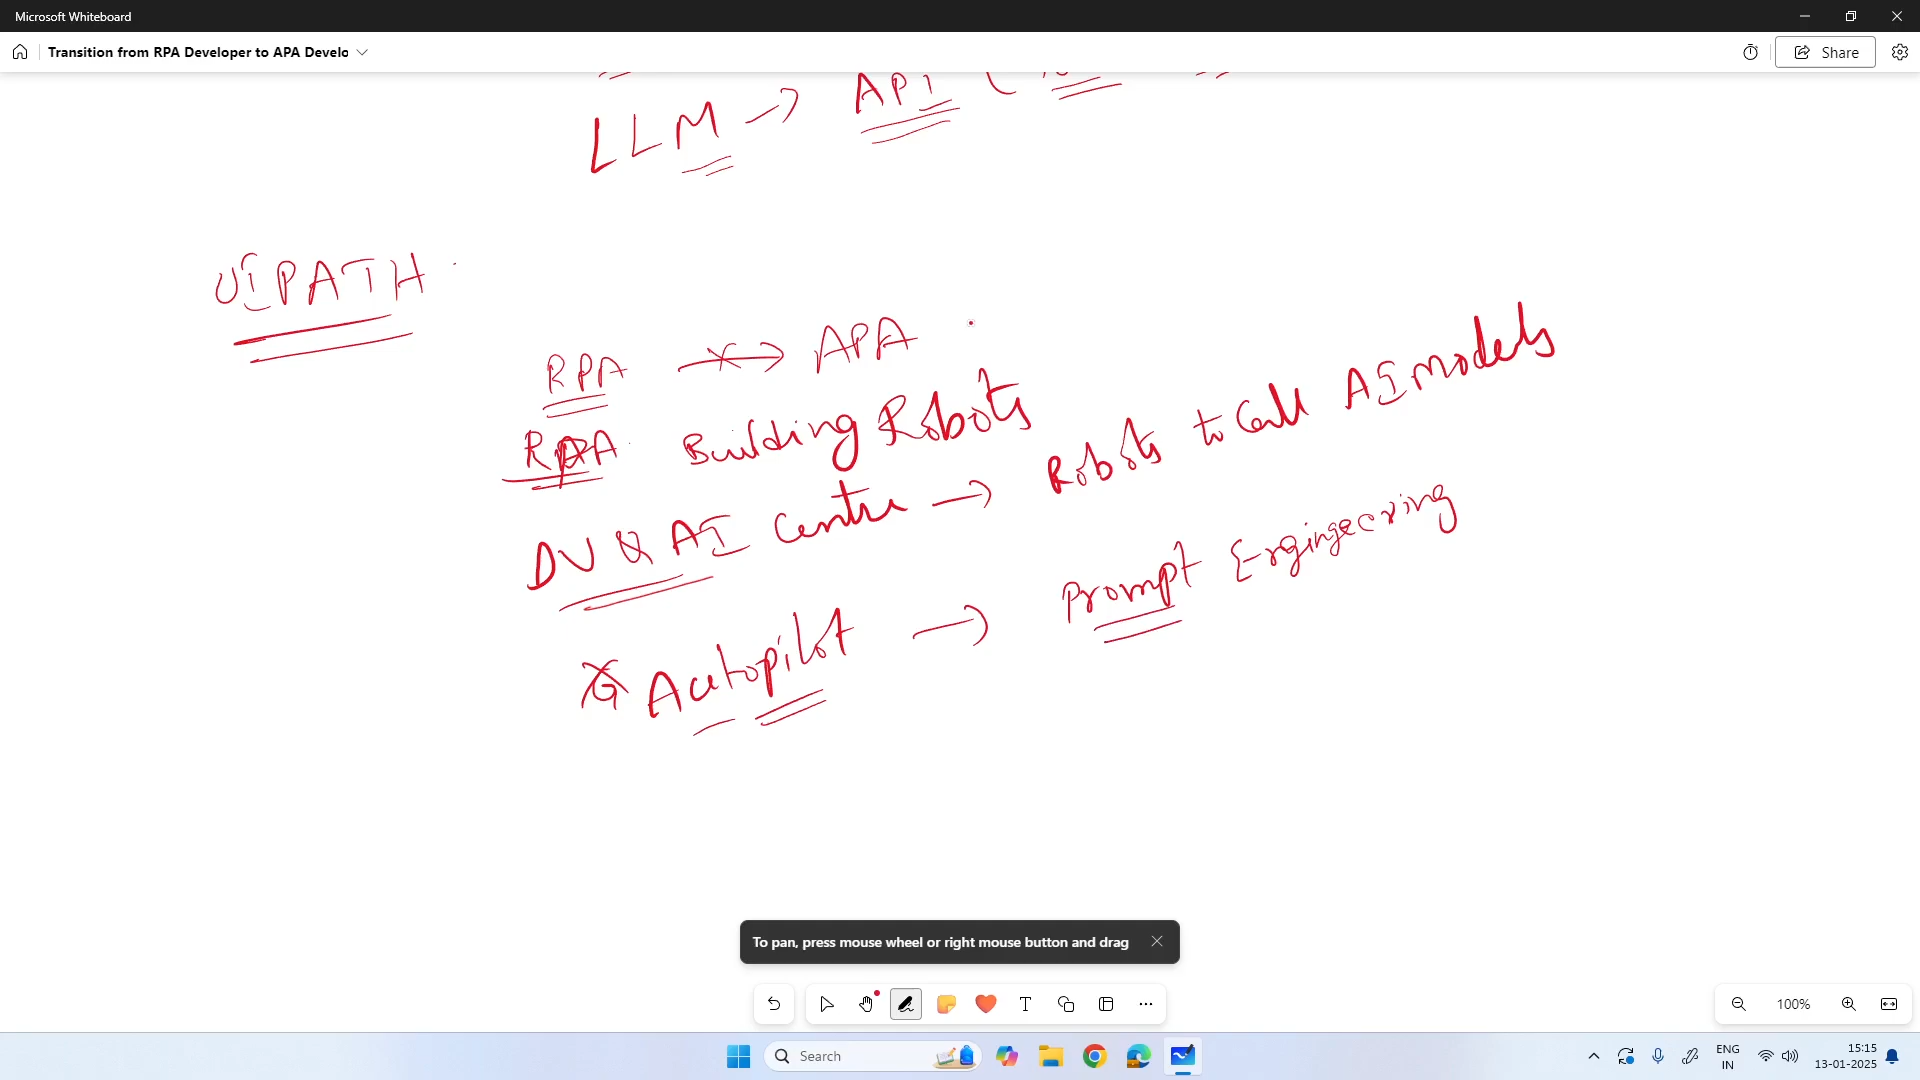 Microsoft Whiteboard
Transition from RPA Developer to APA Develo
Share
LLM → API (
UIPATH
RPA → APA
RPA Building Robots
DU & AI Centre → Robots to Call AI Models
Autopilot → Prompt Engingeering
To pan, press mouse wheel or right mouse button and drag
100%
Search
ENG
IN
15:15
13-01-2025